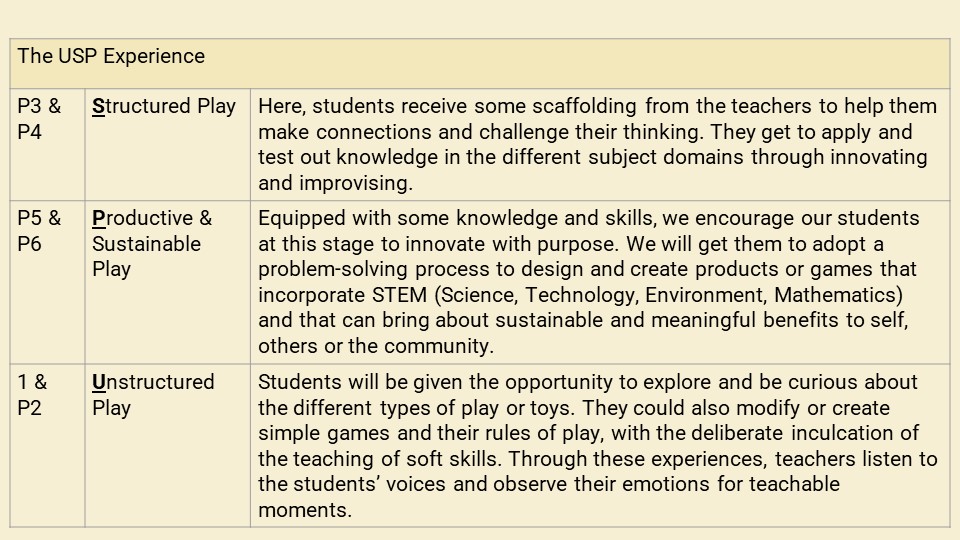 The USP Experience
P3 &
P4
Structured Play
Here, students receive some scaffolding from the teachers to help them
make connections and challenge their thinking. They get to apply and
test out knowledge in the different subject domains through innovating
and improvising.
P5 &
P6
Productive &
Sustainable
Play
Equipped with some knowledge and skills, we encourage our students
at this stage to innovate with purpose. We will get them to adopt a
problem-solving process to design and create products or games that
incorporate STEM (Science, Technology, Environment, Mathematics)
and that can bring about sustainable and meaningful benefits to self,
others or the community.
1 &
P2
Unstructured
Play
Students will be given the opportunity to explore and be curious about
the different types of play or toys. They could also modify or create
simple games and their rules of play, with the deliberate inculcation of
the teaching of soft skills. Through these experiences, teachers listen to
the students’ voices and observe their emotions for teachable
moments.